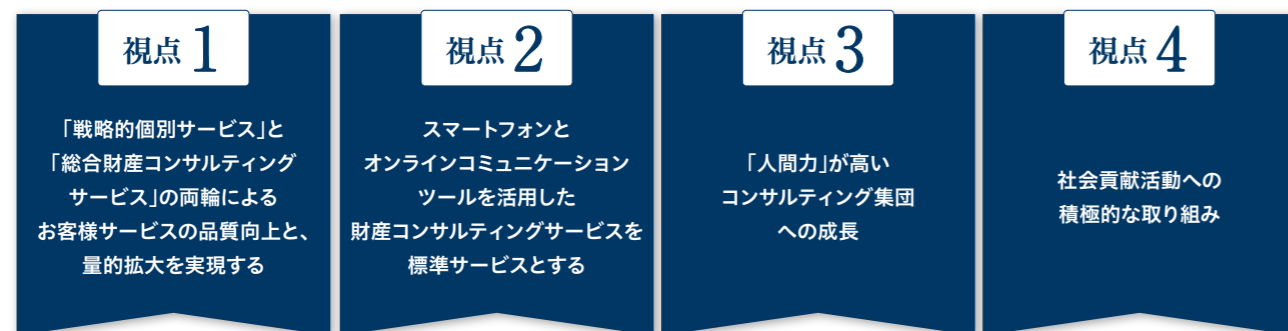 視点 1
「戦略的個別サービス」と
「総合財産コンサルティング
サービス」の両輪による
お客様サービスの品質向上と、
量的拡大を実現する
視点 2
スマートフォンと
オンラインコミュニケーション
ツールを活用した
財産コンサルティングサービスを
標準サービスとする
視点 3
「人間力」が高い
コンサルティング集団
への成長
視点 4
社会貢献活動への
積極的な取り組み